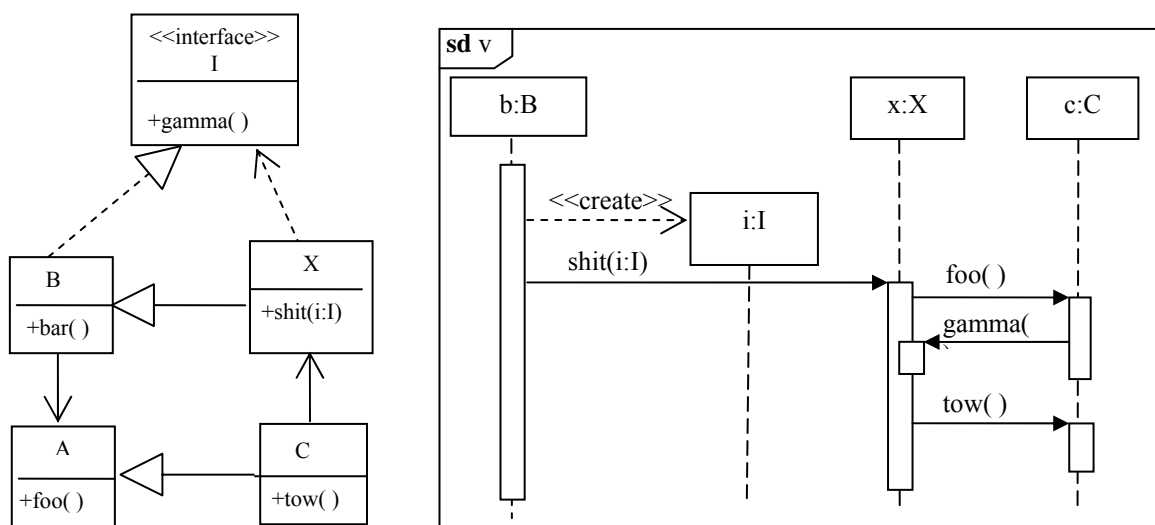 <<interface>>
I
+gamma( )
B
+bar( )
X
+shit(i:I)
A
+foo( )
C
+tow( )
sd v
b:B
x:X
c:C
<<create>>
i:I
shit(i:I)
foo( )
gamma(
tow( )